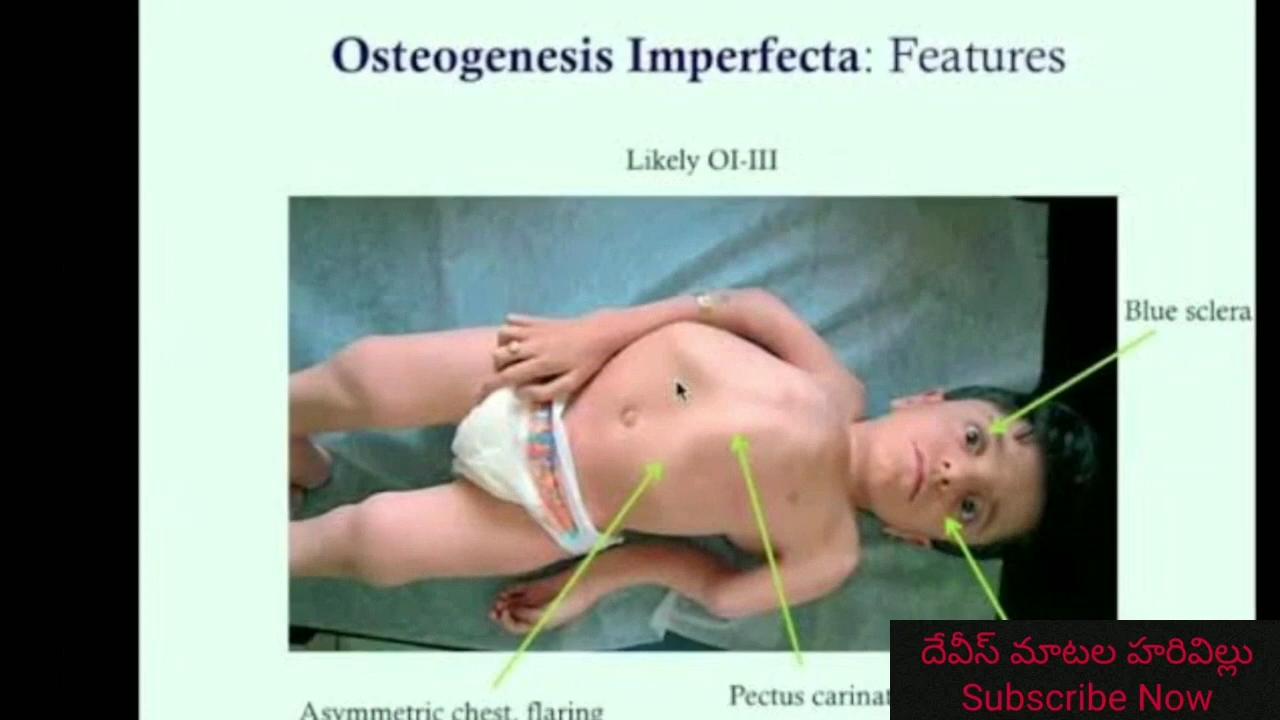 Osteogenesis Imperfecta: Features
Likely OI-III
Blue sclera
Pectus carinat
Asymmetric chest, flaring
దేవీస్ మాటల హరివిల్లు
Subscribe Now